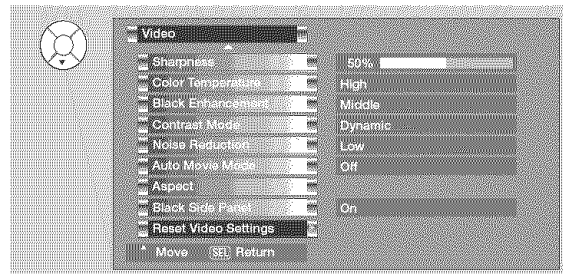 Video
Sharpness 50%
Color Temperature High
Black Enhancement Middle
Contrast Mode Dynamic
Noise Reduction Low
Auto Movie Mode Off
Aspect
Black Side Panel On
Reset Video Settings
Move SEL Return